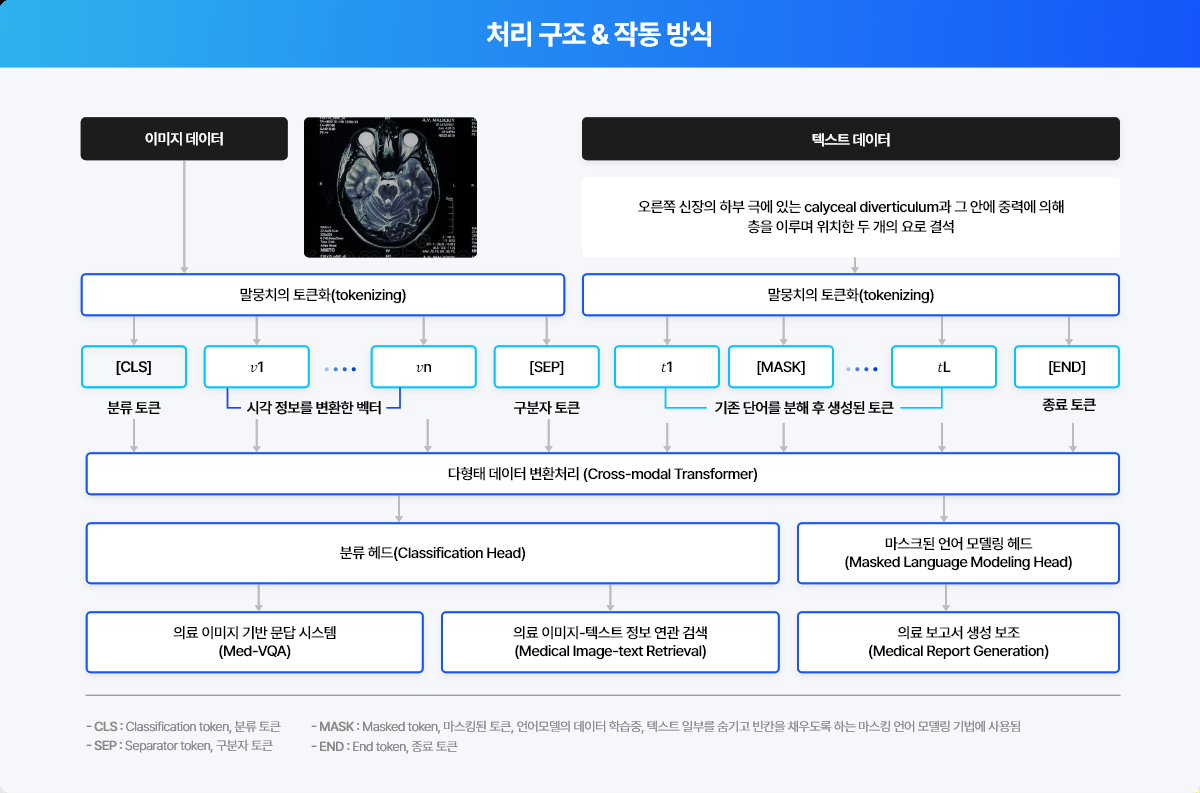 처리 구조 & 작동 방식
이미지 데이터
텍스트 데이터
오른쪽 신장의 하부 극에 있는 calyceal diverticulum과 그 안에 중력에 의해
층을 이루며 위치한 두 개의 요로 결석
말뭉치의 토큰화(tokenizing)
말뭉치의 토큰화(tokenizing)
[CLS]
v1
vn
[SEP]
t1
[MASK]
tL
[END]
분류 토큰
시각 정보를 변환한 벡터
구분자 토큰
기존 단어를 분해 후 생성된 토큰
종료 토큰
다형태 데이터 변환처리 (Cross-modal Transformer)
분류 헤드(Classification Head)
마스크된 언어 모델링 헤드
(Masked Language Modeling Head)
의료 이미지 기반 문답 시스템
(Med-VQA)
의료 이미지-텍스트 정보 연관 검색
(Medical Image-text Retrieval)
의료 보고서 생성 보조
(Medical Report Generation)
- CLS : Classification token, 분류 토큰
- SEP : Separator token, 구분자 토큰
- MASK : Masked token, 마스킹된 토큰, 언어모델의 데이터 학습중, 텍스트 일부를 숨기고 빈칸을 채우도록 하는 마스킹 언어 모델링 기법에 사용됨
- END : End token, 종료 토큰